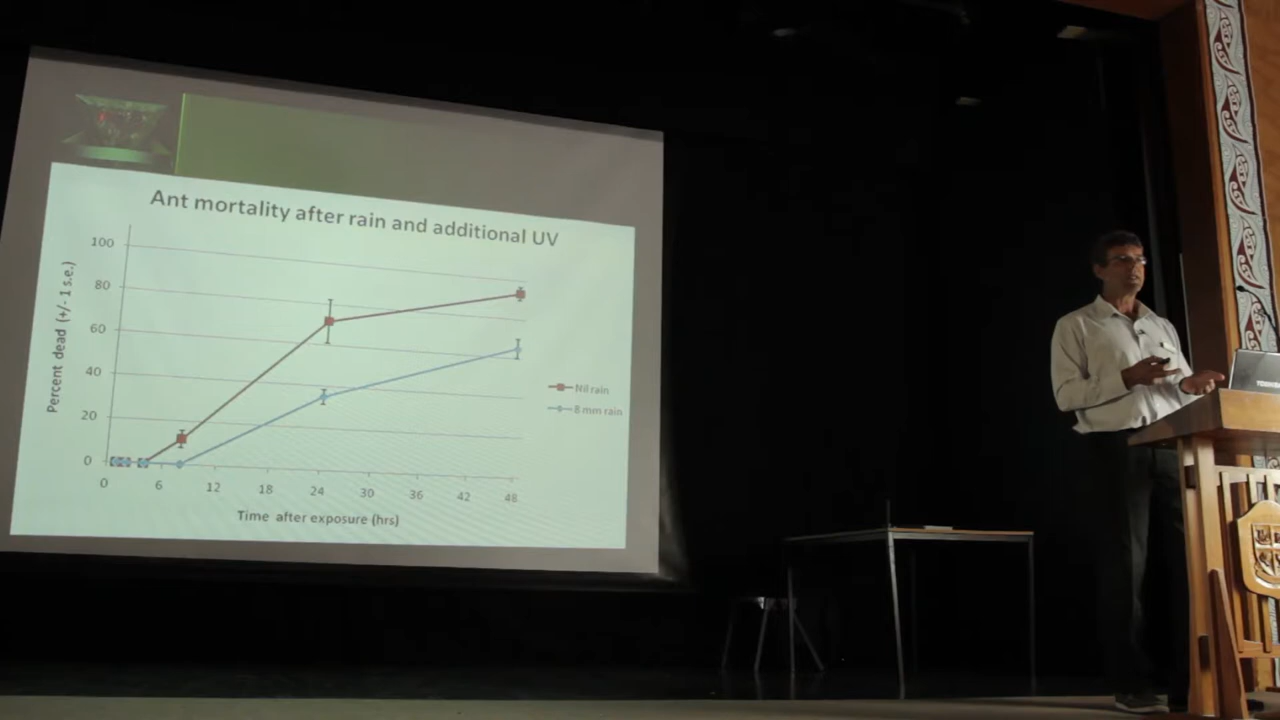 Ant mortality after rain and additional UV
Percent dead (+/- 1 s.e.)
100
80
60
40
20
0
0 6 12 18 24 30 36 42 48
Time after exposure (hrs)
Nil rain
8 mm rain